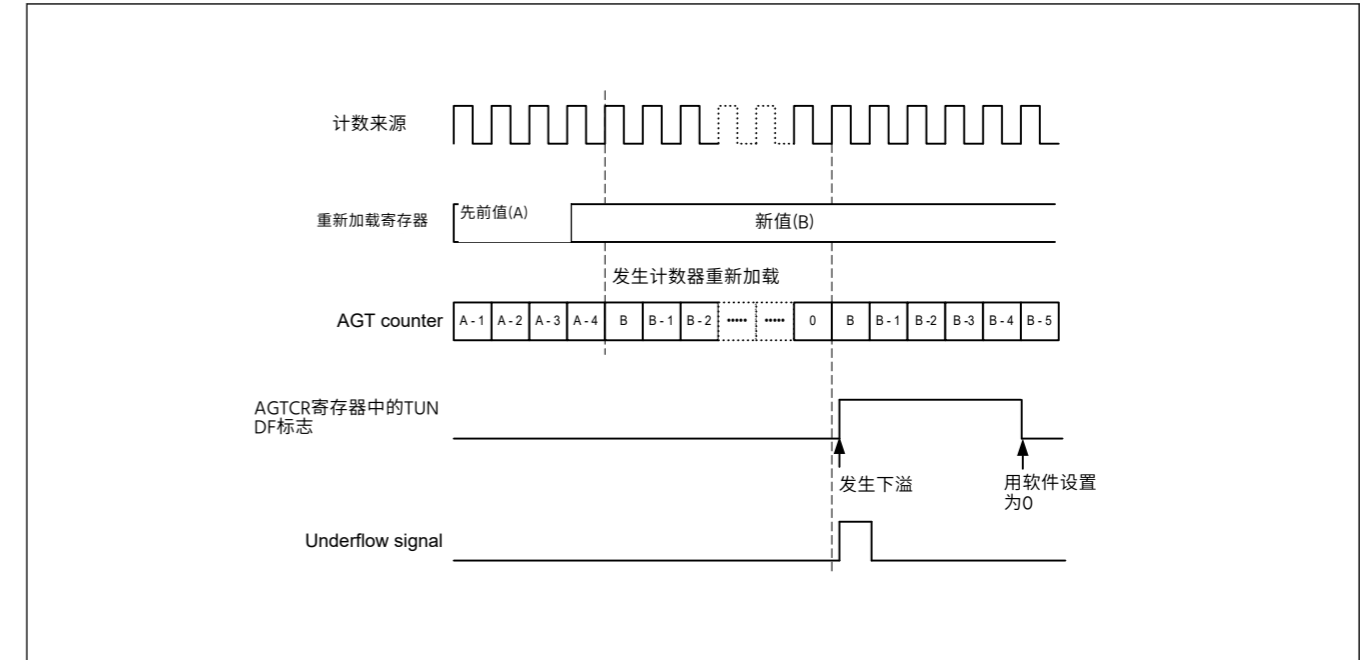 计数来源
重新加载寄存器
先前值(A)
新值(B)
发生计数器重新加载
AGT counter
A - 1 A - 2 A - 3 A - 4 B B - 1 B - 2 ····· ····· 0 B B - 1 B -2 B -3 B - 4 B - 5
AGTCR寄存器中的TUN
DF标志
发生下溢
用软件设置
为0
Underflow signal